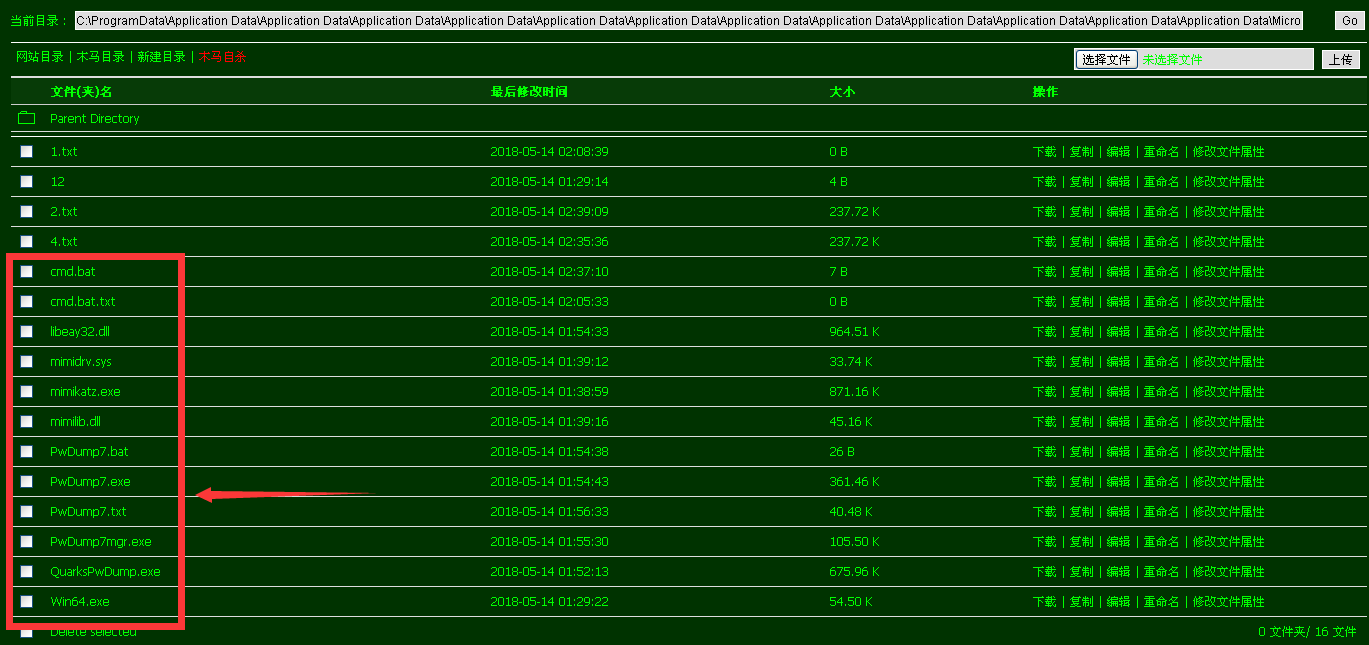 当前目录： C:\ProgramData\Application Data\Application Data\Application Data\Application Data\Application Data\Application Data\Application Data\Application Data\Application Data\Application Data\Application Data\Application Data\Application Data\Micro Go
网站目录 | 木马目录 | 新建目录 | 选择文件 未选择文件 上传
文件(夹)名 最后修改时间 大小 操作
Parent Directory
1.txt 2018-05-14 02:08:39 0 B 下载 | 复制 | 编辑 | 重命名 | 修改文件属性
12 2018-05-14 01:29:14 4 B 下载 | 复制 | 编辑 | 重命名 | 修改文件属性
2.txt 2018-05-14 02:39:09 237.72 K 下载 | 复制 | 编辑 | 重命名 | 修改文件属性
4.txt 2018-05-14 02:35:36 237.72 K 下载 | 复制 | 编辑 | 重命名 | 修改文件属性
cmd.bat 2018-05-14 02:37:10 7 B 下载 | 复制 | 编辑 | 重命名 | 修改文件属性
cmd.bat.txt 2018-05-14 02:05:33 0 B 下载 | 复制 | 编辑 | 重命名 | 修改文件属性
libeay32.dll 2018-05-14 01:54:33 964.51 K 下载 | 复制 | 编辑 | 重命名 | 修改文件属性
mimidrv.sys 2018-05-14 01:39:12 33.74 K 下载 | 复制 | 编辑 | 重命名 | 修改文件属性
mimikatz.exe 2018-05-14 01:38:59 871.16 K 下载 | 复制 | 编辑 | 重命名 | 修改文件属性
mimilib.dll 2018-05-14 01:39:16 45.16 K 下载 | 复制 | 编辑 | 重命名 | 修改文件属性
PwDump7.bat 2018-05-14 01:54:38 26 B 下载 | 复制 | 编辑 | 重命名 | 修改文件属性
PwDump7.exe 2018-05-14 01:54:43 361.46 K 下载 | 复制 | 编辑 | 重命名 | 修改文件属性
PwDump7.txt 2018-05-14 01:56:33 40.48 K 下载 | 复制 | 编辑 | 重命名 | 修改文件属性
PwDump7mgr.exe 2018-05-14 01:55:30 105.50 K 下载 | 复制 | 编辑 | 重命名 | 修改文件属性
QuarksPwDump.exe 2018-05-14 01:52:13 675.96 K 下载 | 复制 | 编辑 | 重命名 | 修改文件属性
Win64.exe 2018-05-14 01:29:22 54.50 K 下载 | 复制 | 编辑 | 重命名 | 修改文件属性
Delete selected 0 文件夹/ 16 文件